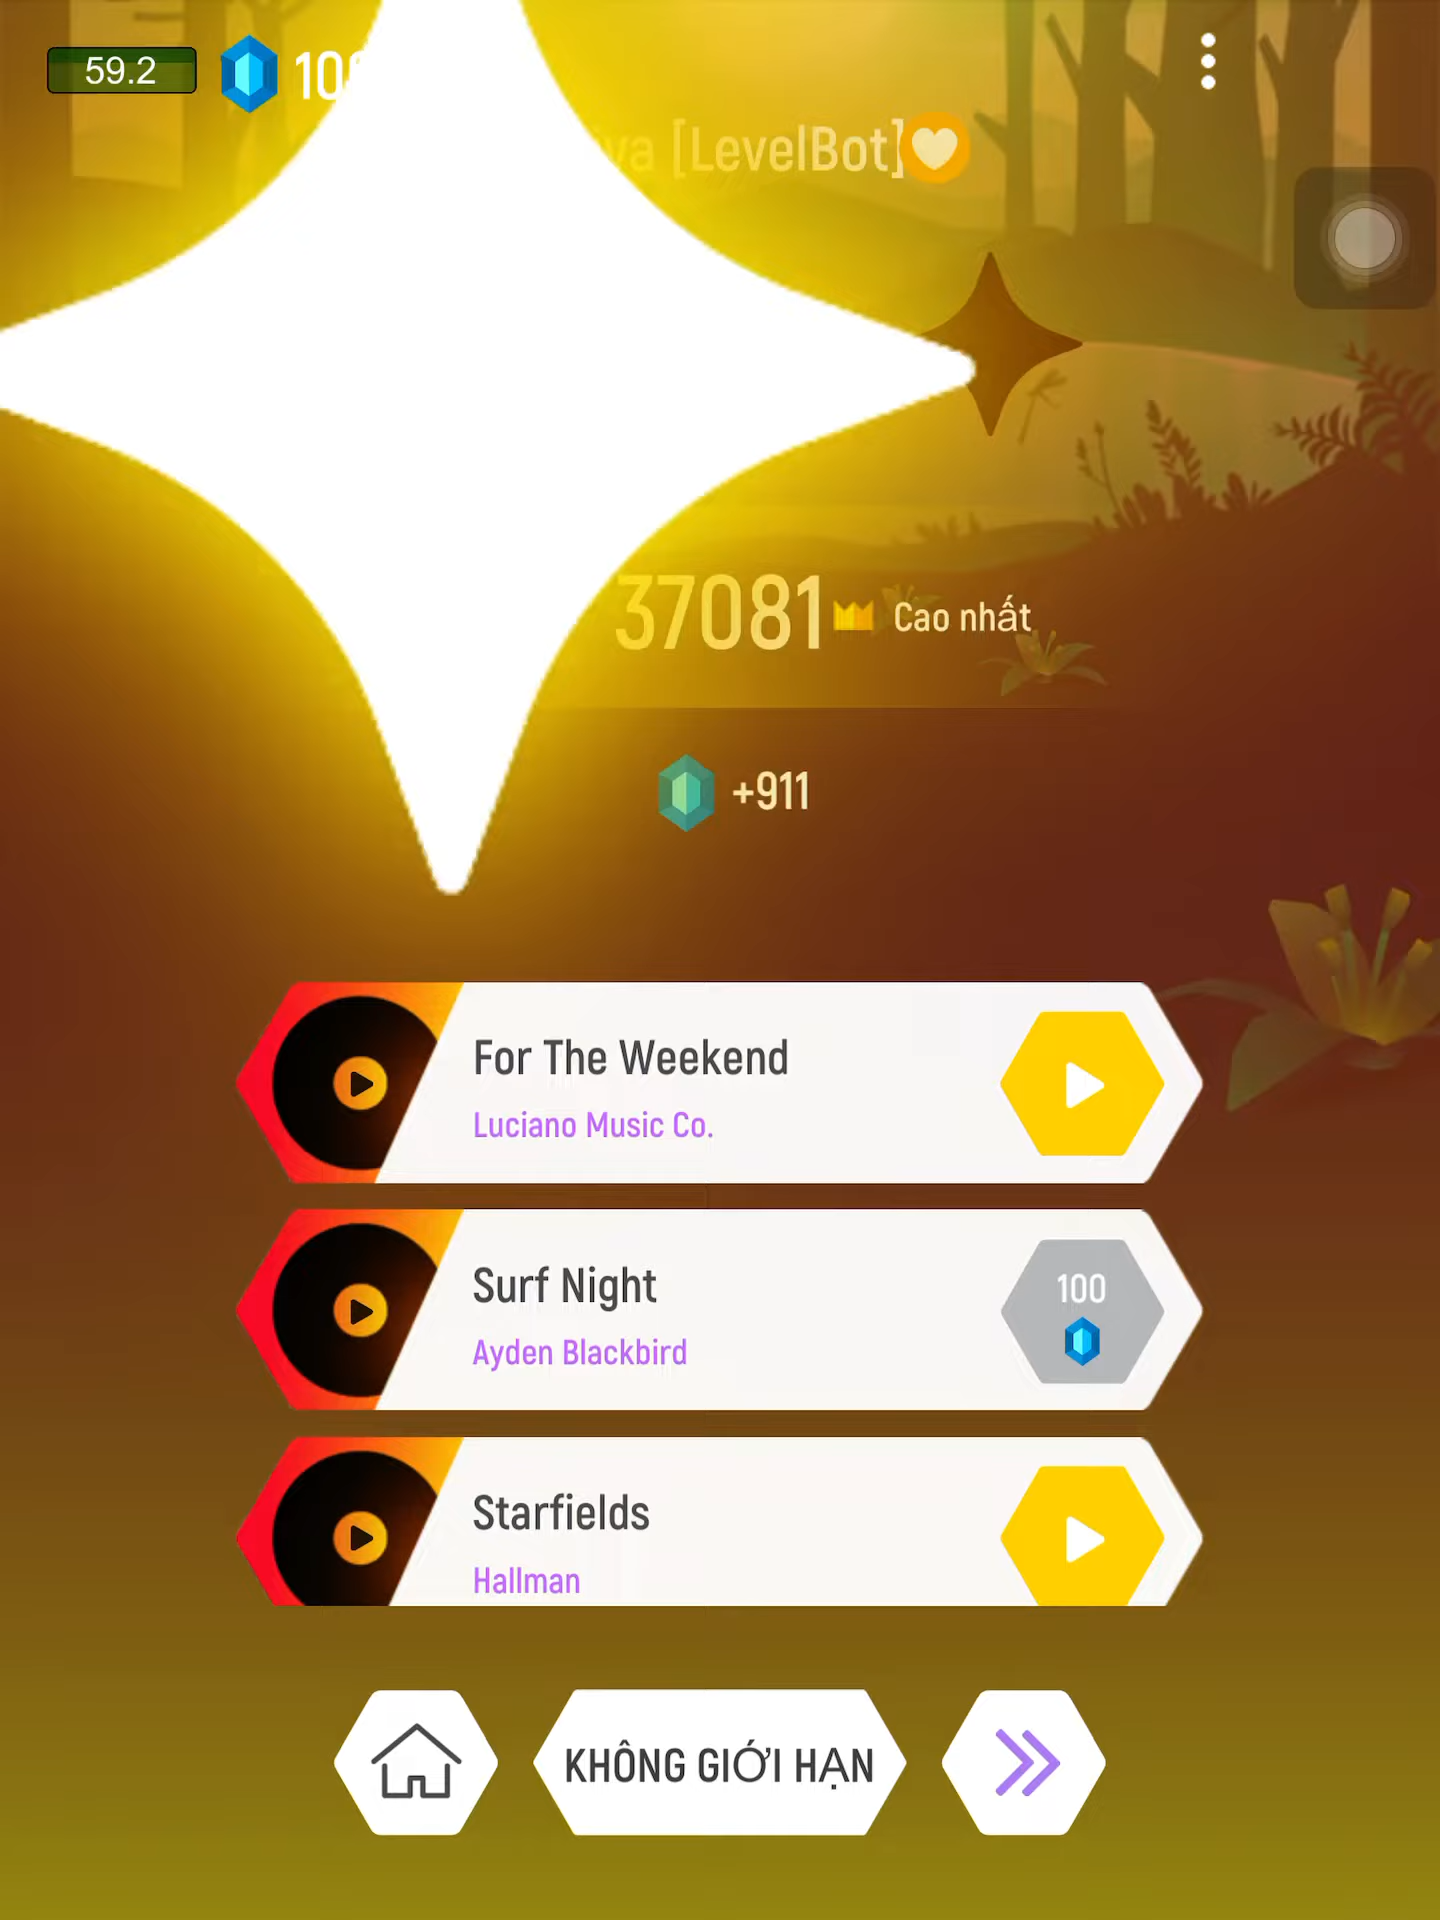 59.2
[LevelBot]
37081 Cao nhất
+911
For The Weekend
Luciano Music Co.
Surf Night
100
Ayden Blackbird
Starfields
Hallman
KHÔNG GIỚI HẠN